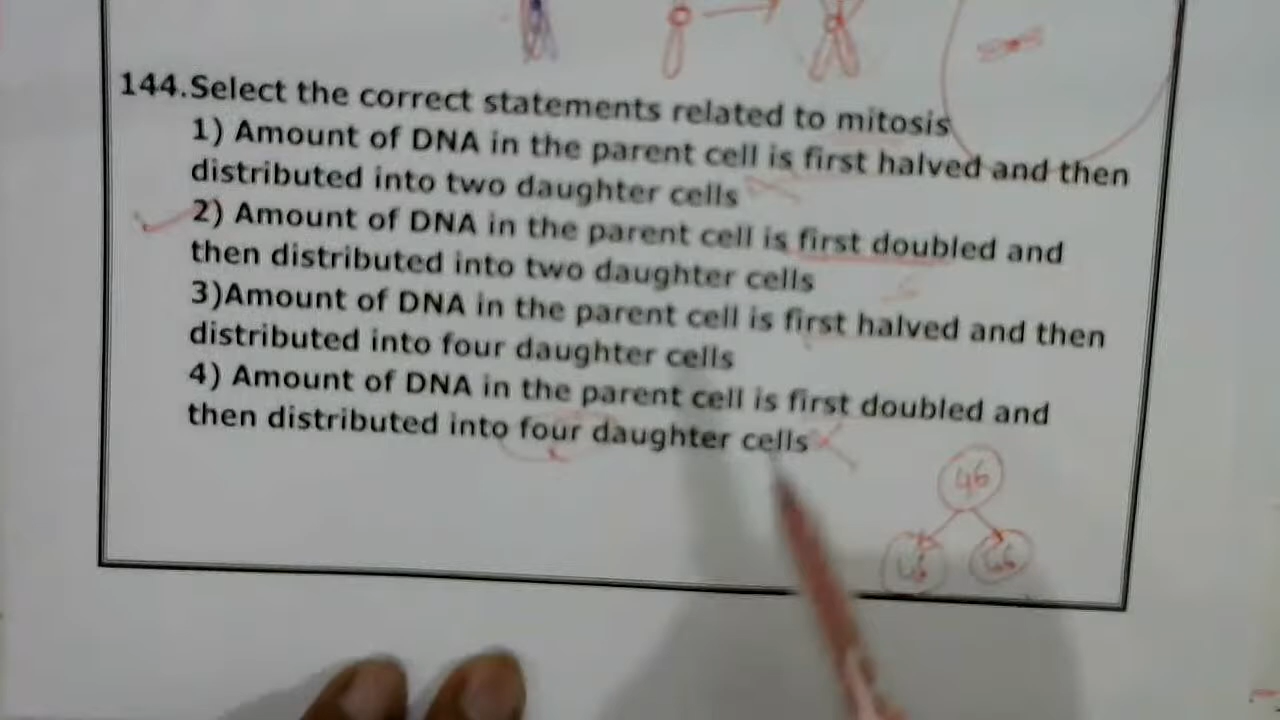 144.Select the correct statements related to mitosis
1) Amount of DNA in the parent cell is first halved and then
distributed into two daughter cells
2) Amount of DNA in the parent cell is first doubled and
then distributed into two daughter cells
3)Amount of DNA in the parent cell is first halved and then
distributed into four daughter cells
4) Amount of DNA in the parent cell is first doubled and
then distributed into four daughter cells
46
46 46